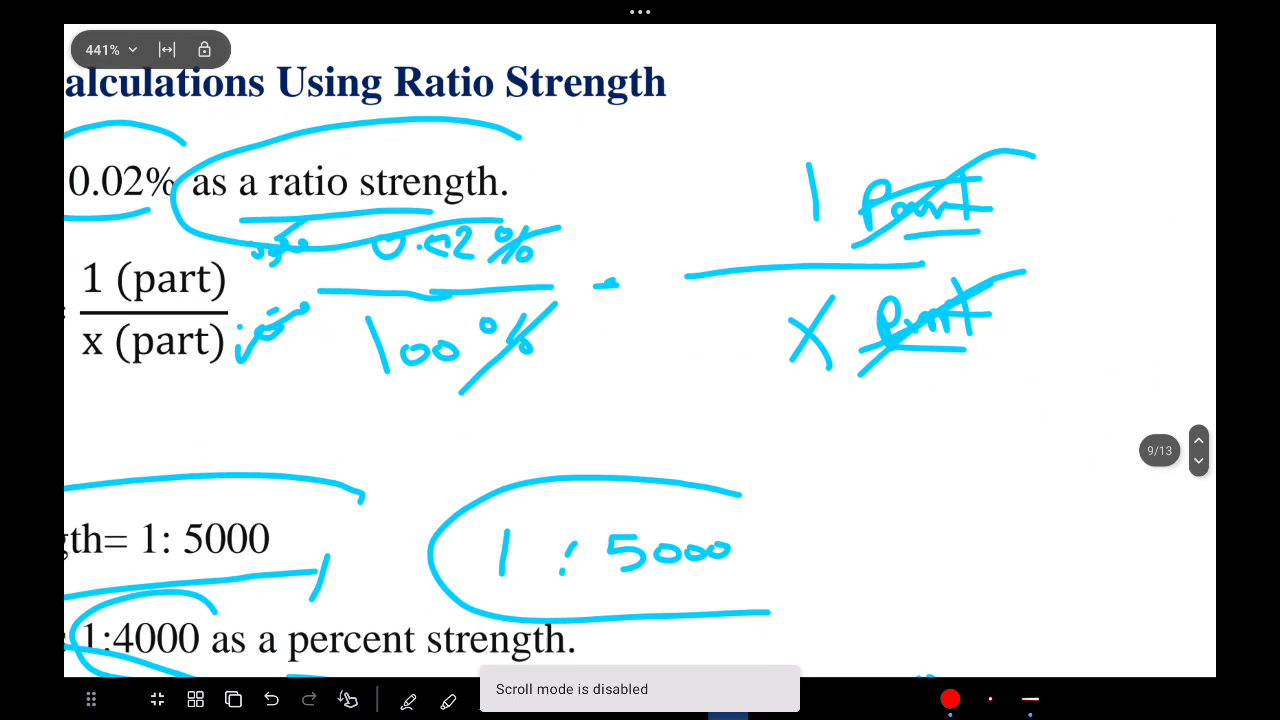 441%
alculations Using Ratio Strength
0.02% as a ratio strength.
1 (part)
x (part)
0.02 %
100 %
=
1 Part
X Part
9/13
gth= 1: 5000
1 : 5000
1:4000 as a percent strength.
Scroll mode is disabled